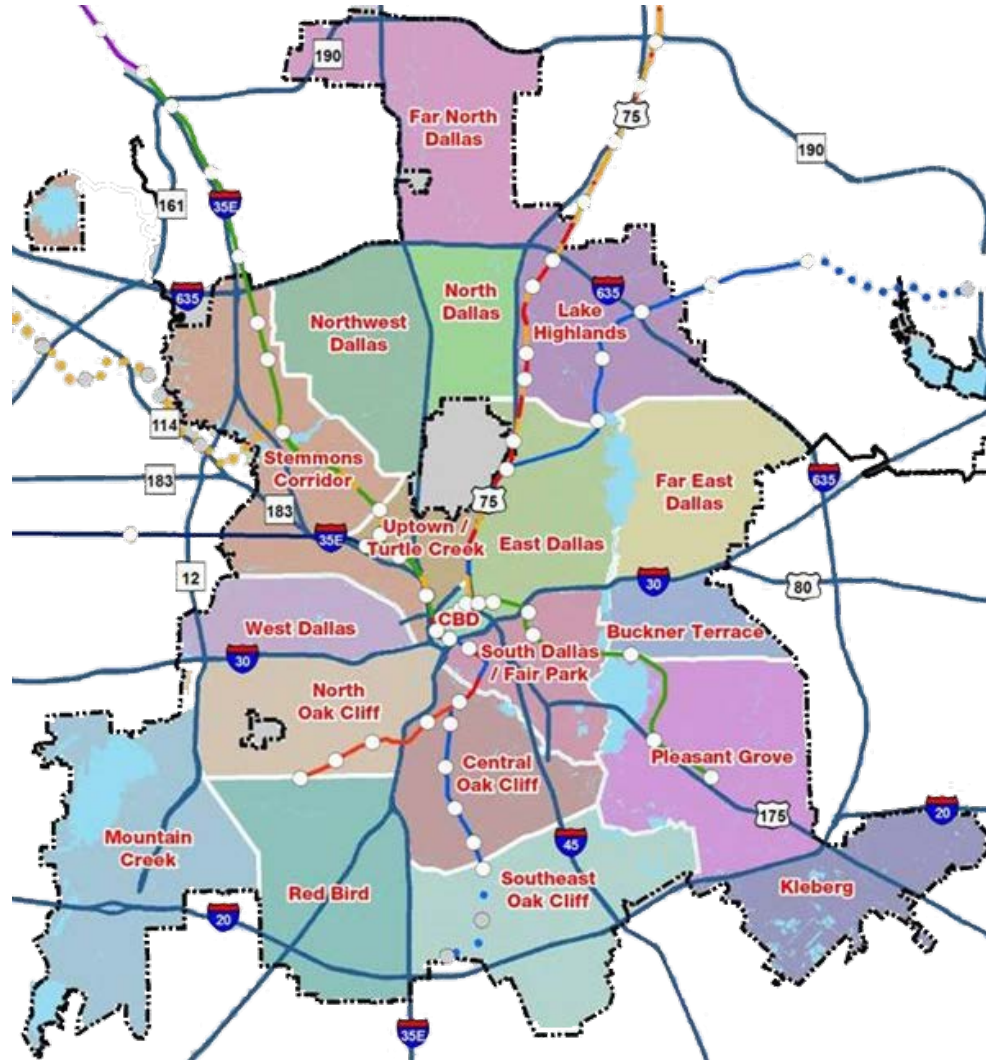 190
Far North
Dallas
75
190
161
35E
635
635
North
Dallas
Northwest
Dallas
Lake
Highlands
114
Stemmons
Corridor
183
183
75
Far East
Dallas
635
35E
Uptown /
Turtle Creek
East Dallas
12
30
80
CBD
West Dallas
Buckner Terrace
30
South Dallas
/ Fair Park
North
Oak Cliff
Central
Oak Cliff
Pleasant Grove
175
20
Mountain
Creek
45
Red Bird
Southeast
Oak Cliff
Kleberg
20
35E